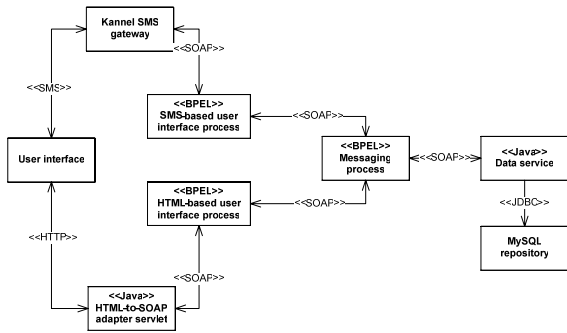 Kannel SMS
gateway
<<SOAP>>
<<SMS>>
<<BPEL>>
SMS-based user
interface process
<<SOAP>>
User interface
<<BPEL>>
Messaging
process
<<SOAP>>
<<Java>>
Data service
<<BPEL>>
HTML-based user
interface process
<<SOAP>>
<<JDBC>>
<<HTTP>>
MySQL
repository
<<SOAP>>
<<Java>>
HTML-to-SOAP
adapter servlet